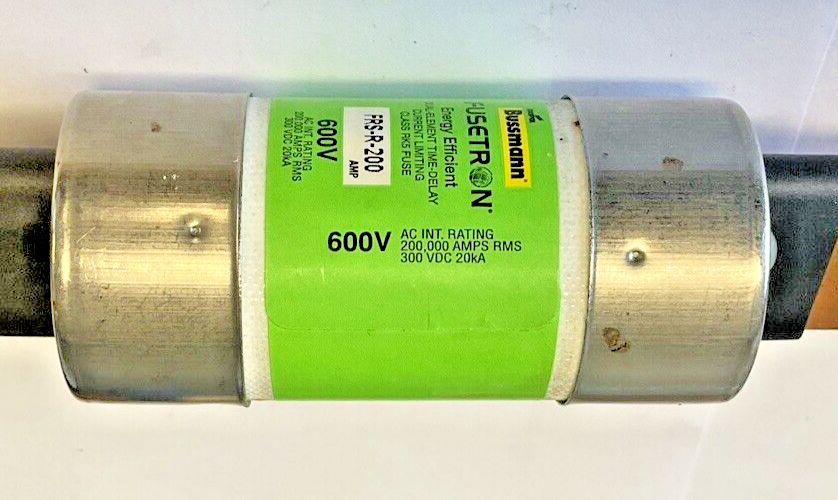 Bussmann®
FUSETRON®
Energy Efficient
DUAL-ELEMENT TIME-DELAY
CURRENT LIMITING
CLASS RK5 FUSE
FRS-R-200
AMP
600V
AC INT. RATING
200,000 AMPS RMS
300 VDC 20kA
600V
AC INT. RATING
200,000 AMPS RMS
300 VDC 20kA